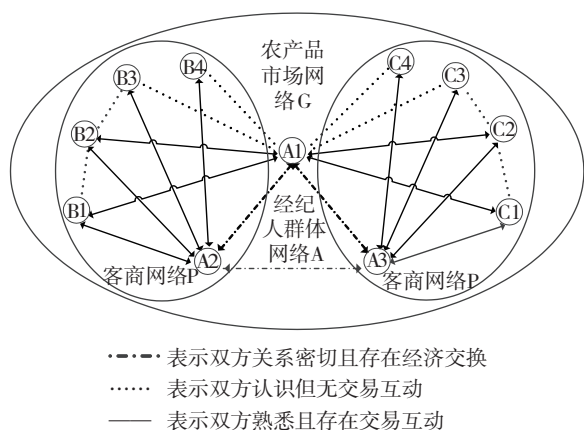 农产品
市场网
络G
B4
C4
B3
C3
B2
C2
A1
B1
C1
经纪
人群体
网络A
A2
A3
客商网络P
客商网络P
表示双方关系密切且存在经济交换
表示双方认识但无交易互动
表示双方熟悉且存在交易互动